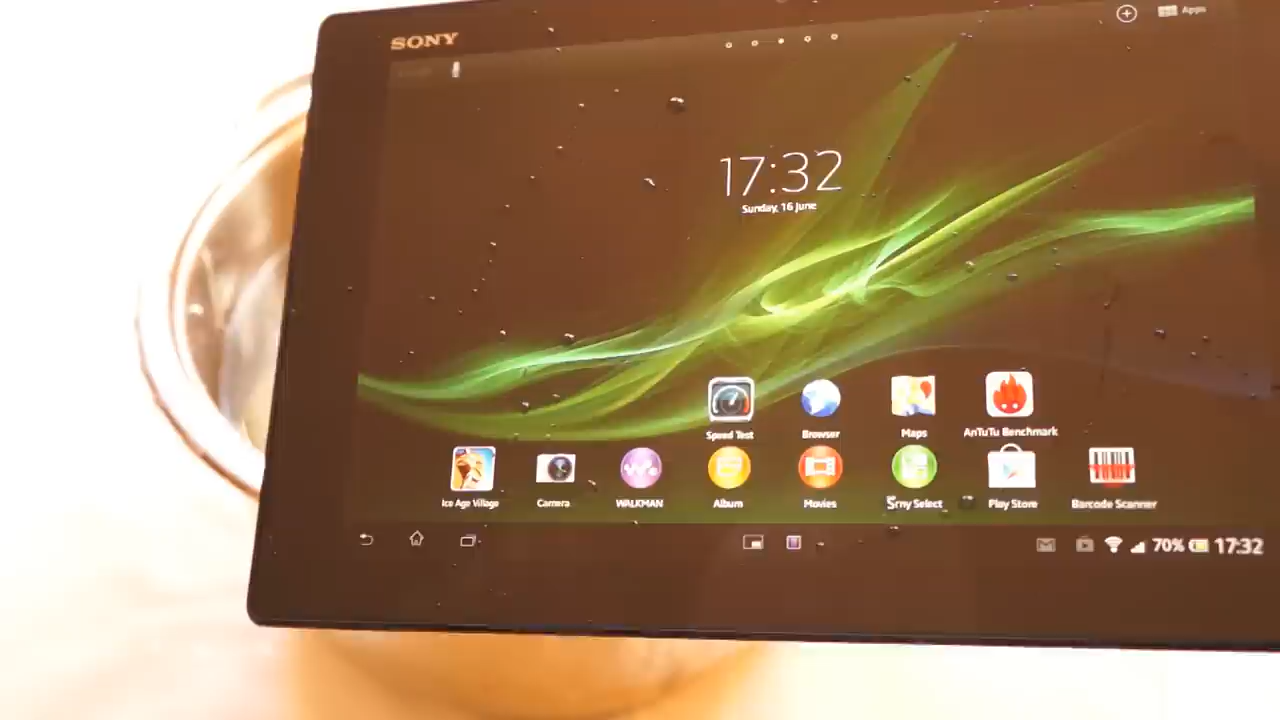 SONY
Apps
17:32
Sunday, 16 June
Speed Test
Browser
Maps
AnTuTu Benchmark
Ice Age Village
Camera
WALKMAN
Album
Movies
Sony Select
Play Store
Barcode Scanner
70%
17:32